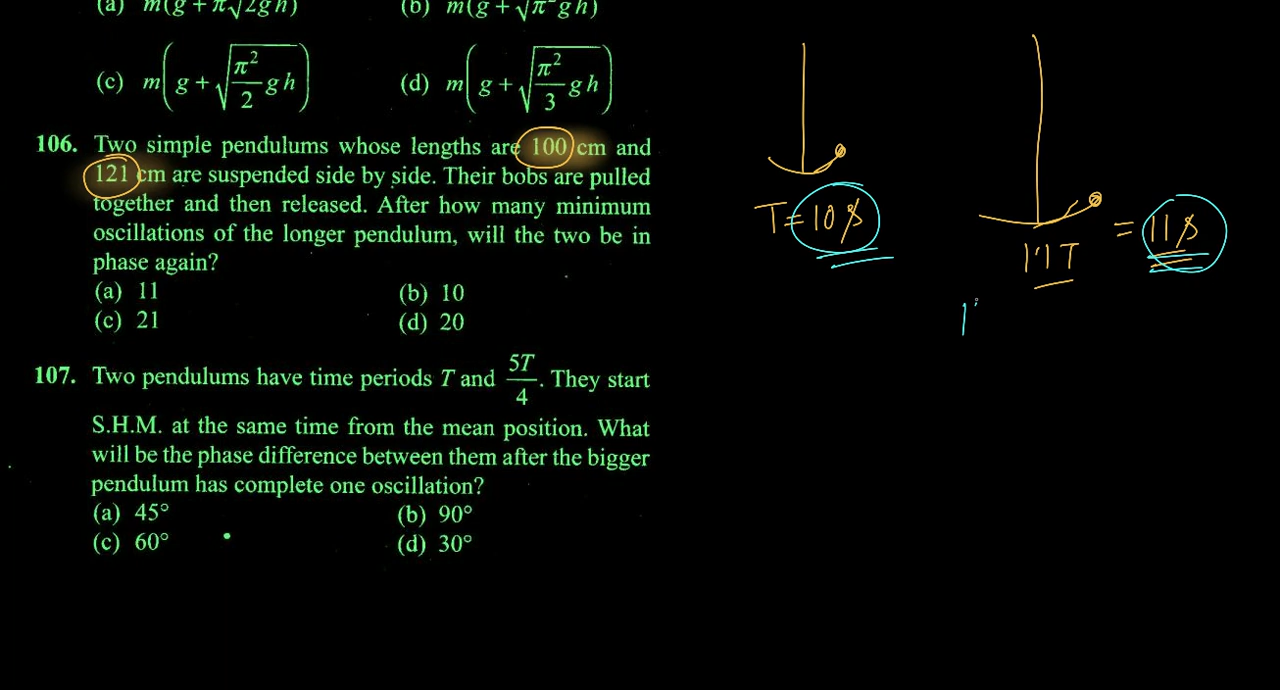 (a) m(g + π√2gh) (b) m(g + √π²gh)
(c) m(g + √(π²/2 gh)) (d) m(g + √(π²/3 gh))
106. Two simple pendulums whose lengths are 100 cm and
121 cm are suspended side by side. Their bobs are pulled
together and then released. After how many minimum
oscillations of the longer pendulum, will the two be in
phase again?
(a) 11 (b) 10
(c) 21 (d) 20
107. Two pendulums have time periods T and 5T/4. They start
S.H.M. at the same time from the mean position. What
will be the phase difference between them after the bigger
pendulum has complete one oscillation?
(a) 45° (b) 90°
(c) 60° (d) 30°
T = 10 s
1.1 T = 11 s